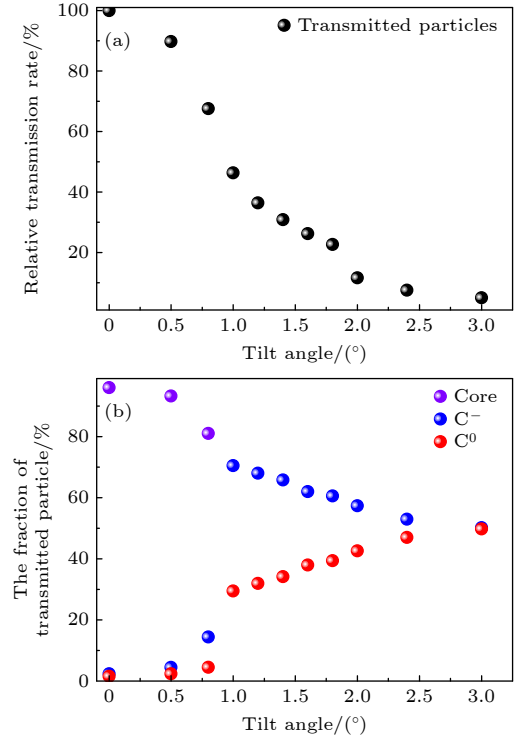 100
80
60
40
20
(a)
Transmitted particles
Relative transmission rate/%
0 0.5 1.0 1.5 2.0 2.5 3.0
Tilt angle/(°)
80
60
40
20
0
(b)
Core
C⁻
C⁰
The fraction of
transmitted particle/%
0 0.5 1.0 1.5 2.0 2.5 3.0
Tilt angle/(°)